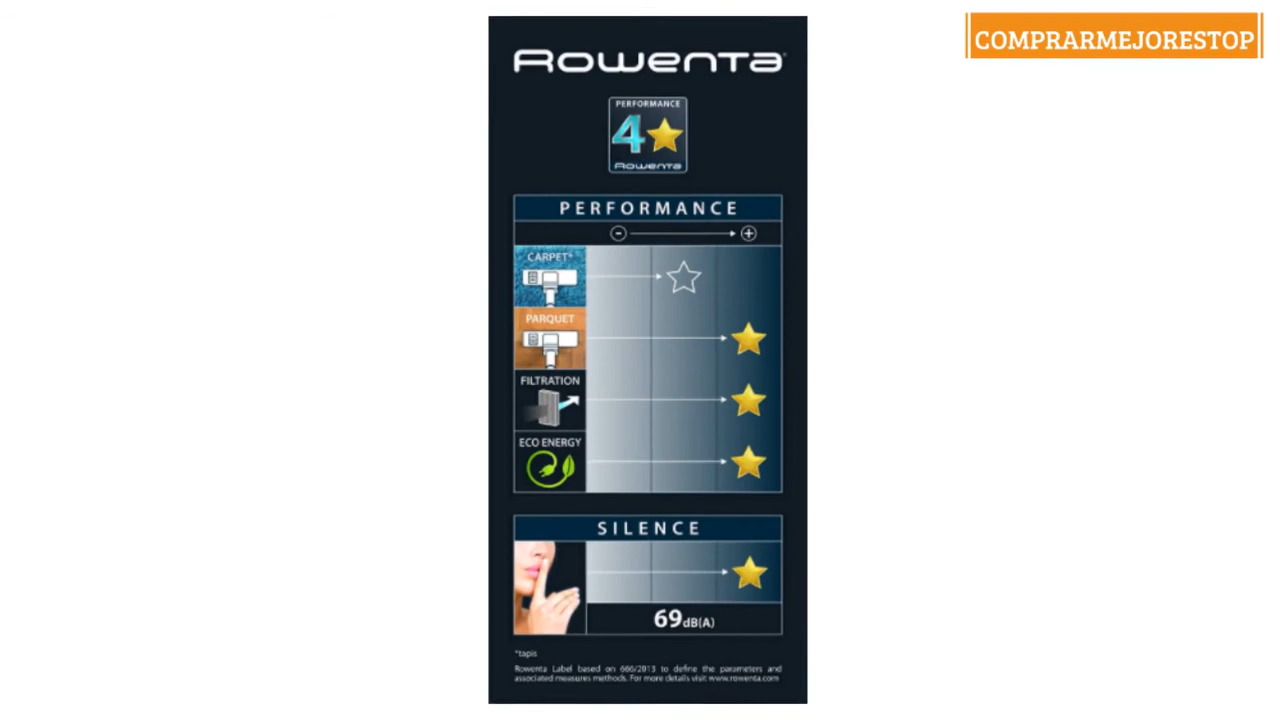 COMPRARMEJORESTOP
Rowenta
PERFORMANCE
4
Rowenta
PERFORMANCE
- +
CARPET*
PARQUET
FILTRATION
ECO ENERGY
SILENCE
69dB(A)
*tapis
Rowenta Label based on 666/2013 to define the parameters and
associated measures methods. For more details visit www.rowenta.com